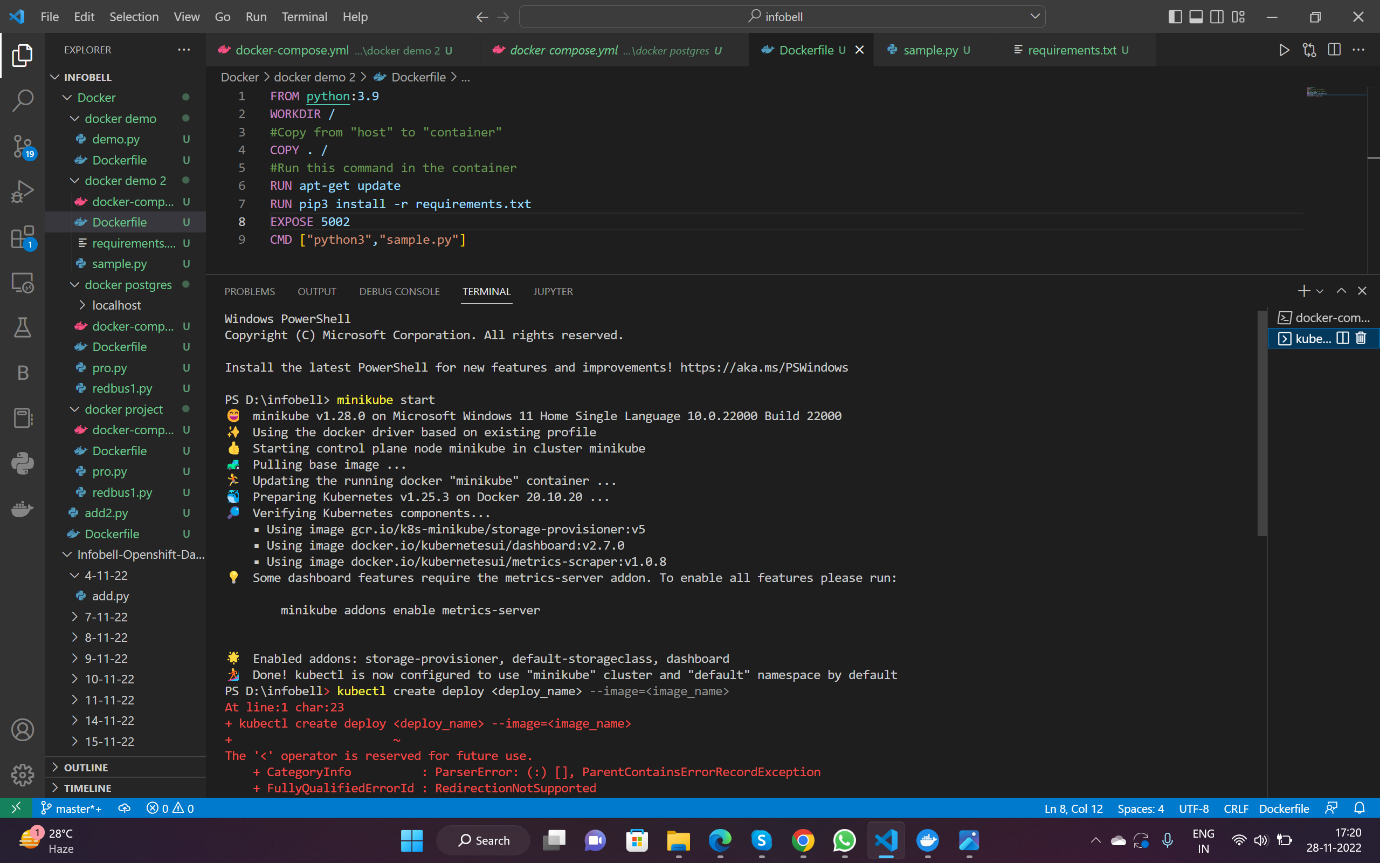 File Edit Selection View Go Run Terminal Help
infobell
EXPLORER
INFOBELL
Docker
docker demo
demo.py U
Dockerfile U
docker demo 2
docker-comp... U
Dockerfile U
requirements.... U
sample.py U
docker postgres
localhost
docker-comp... U
Dockerfile U
pro.py U
redbus1.py U
docker project
docker-comp... U
Dockerfile U
pro.py U
redbus1.py U
add2.py U
Dockerfile U
Infobell-Openshift-Da...
4-11-22
add.py
7-11-22
8-11-22
9-11-22
10-11-22
11-11-22
14-11-22
15-11-22
OUTLINE
TIMELINE
19
1
B
docker-compose.yml ...\docker demo 2 U
docker compose.yml ...\docker postgres U
Dockerfile U
sample.py U
requirements.txt U
Docker > docker demo 2 > Dockerfile > ...
1 FROM python:3.9
2 WORKDIR /
3 #Copy from "host" to "container"
4 COPY . /
5 #Run this command in the container
6 RUN apt-get update
7 RUN pip3 install -r requirements.txt
8 EXPOSE 5002
9 CMD ["python3","sample.py"]
PROBLEMS OUTPUT DEBUG CONSOLE TERMINAL JUPYTER
docker-com...
kube...
Windows PowerShell
Copyright (C) Microsoft Corporation. All rights reserved.
Install the latest PowerShell for new features and improvements! https://aka.ms/PSWindows
PS D:\infobell> minikube start
minikube v1.28.0 on Microsoft Windows 11 Home Single Language 10.0.22000 Build 22000
Using the docker driver based on existing profile
Starting control plane node minikube in cluster minikube
Pulling base image ...
Updating the running docker "minikube" container ...
Preparing Kubernetes v1.25.3 on Docker 20.10.20 ...
Verifying Kubernetes components...
▪ Using image gcr.io/k8s-minikube/storage-provisioner:v5
▪ Using image docker.io/kubernetesui/dashboard:v2.7.0
▪ Using image docker.io/kubernetesui/metrics-scraper:v1.0.8
Some dashboard features require the metrics-server addon. To enable all features please run:
minikube addons enable metrics-server
Enabled addons: storage-provisioner, default-storageclass, dashboard
Done! kubectl is now configured to use "minikube" cluster and "default" namespace by default
PS D:\infobell> kubectl create deploy <deploy_name> --image=<image_name>
At line:1 char:23
+ kubectl create deploy <deploy_name> --image=<image_name>
+ ~
The '<' operator is reserved for future use.
+ CategoryInfo : ParserError: (:) [], ParentContainsErrorRecordException
+ FullyQualifiedErrorId : RedirectionNotSupported
master*+ 0 0
Ln 8, Col 12 Spaces: 4 UTF-8 CRLF Dockerfile
1
28°C
Haze
Search
ENG
IN
17:20
28-11-2022